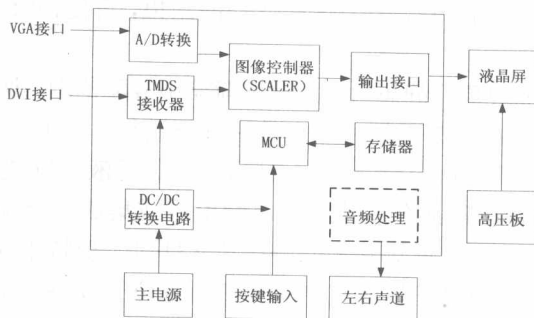 VGA接口
A/D转换
图像控制器
(SCALER)
输出接口
液晶屏
DVI接口
TMDS
接收器
MCU
存储器
DC/DC
转换电路
音频处理
高压板
主电源
按键输入
左右声道